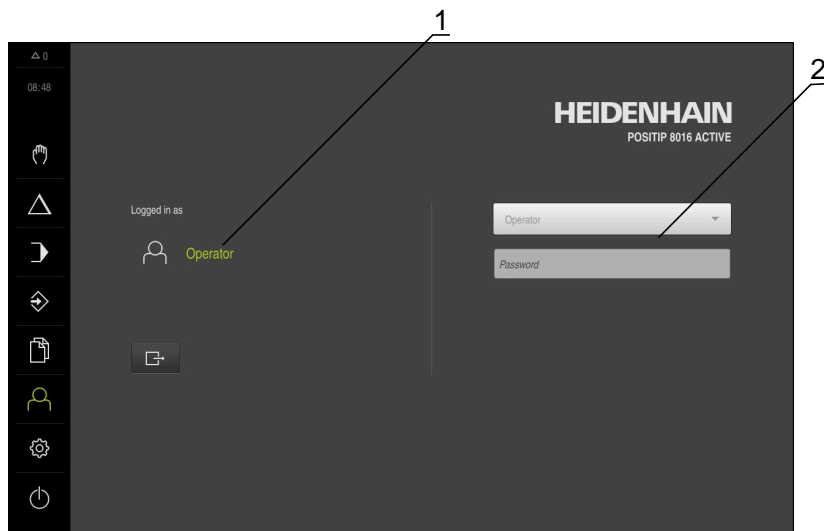 1
2
0
08:48
HEIDENHAIN
POSITIP 8016 ACTIVE
Logged in as
Operator
Operator
Password